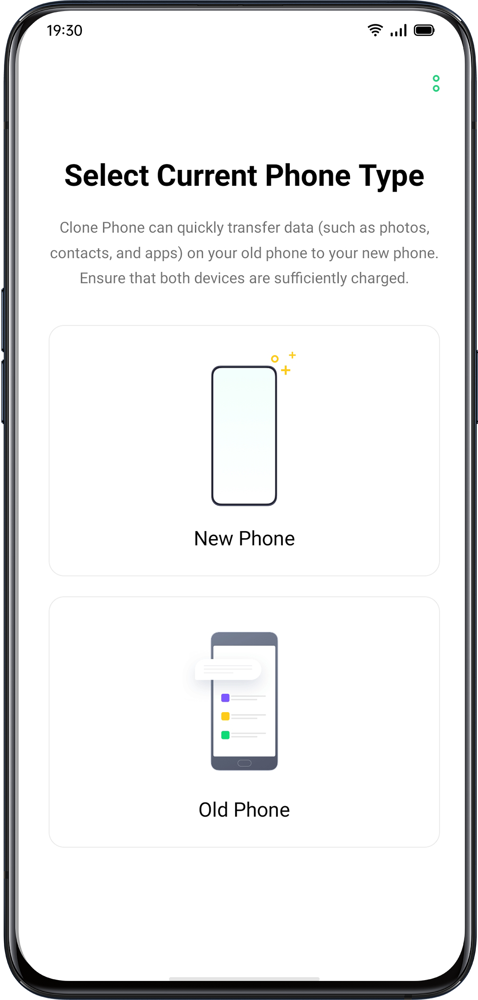 19:30
Select Current Phone Type
Clone Phone can quickly transfer data (such as photos,
contacts, and apps) on your old phone to your new phone.
Ensure that both devices are sufficiently charged.
New Phone
Old Phone